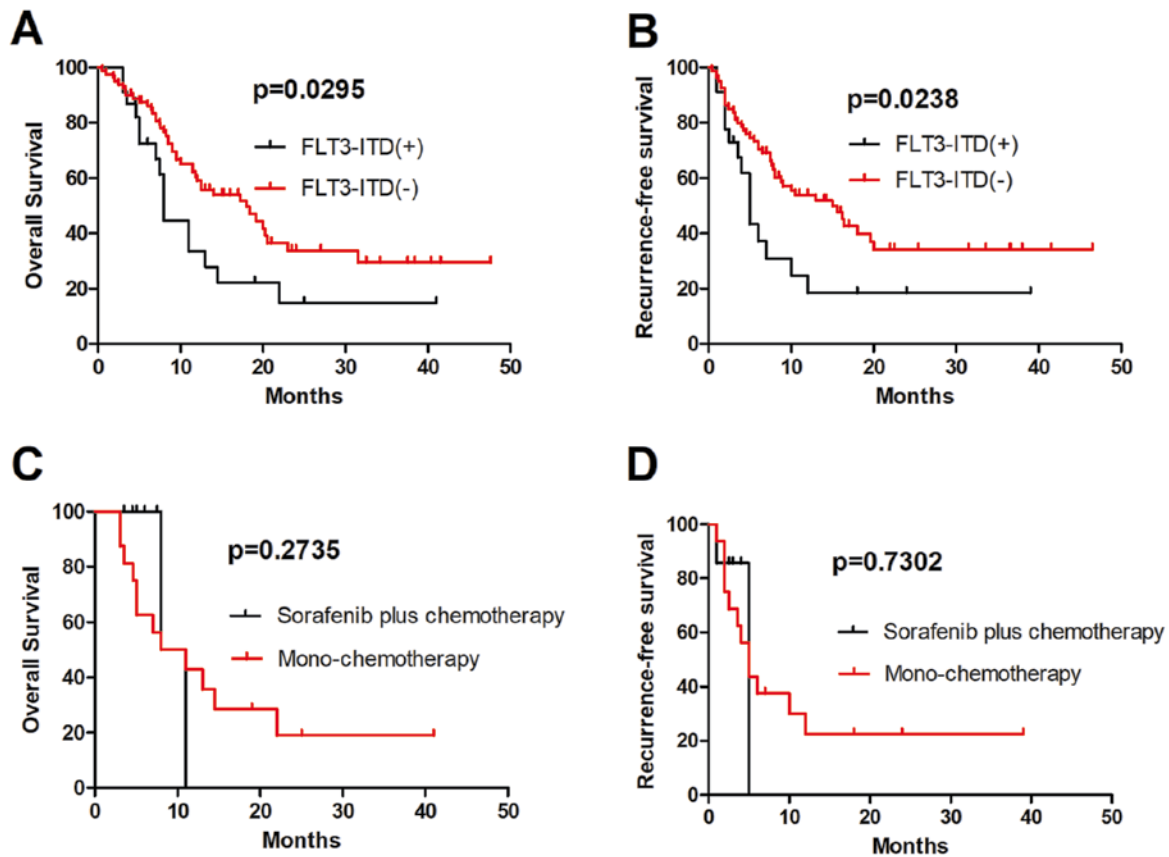 A
Overall Survival
100
80
60
40
20
0
p=0.0295
FLT3-ITD(+)
FLT3-ITD(-)
0 10 20 30 40 50
Months
B
Recurrence-free survival
100
80
60
40
20
0
p=0.0238
FLT3-ITD(+)
FLT3-ITD(-)
0 10 20 30 40 50
Months
C
Overall Survival
100
80
60
40
20
0
p=0.2735
Sorafenib plus chemotherapy
Mono-chemotherapy
0 10 20 30 40 50
Months
D
Recurrence-free survival
100
80
60
40
20
0
p=0.7302
Sorafenib plus chemotherapy
Mono-chemotherapy
0 10 20 30 40 50
Months